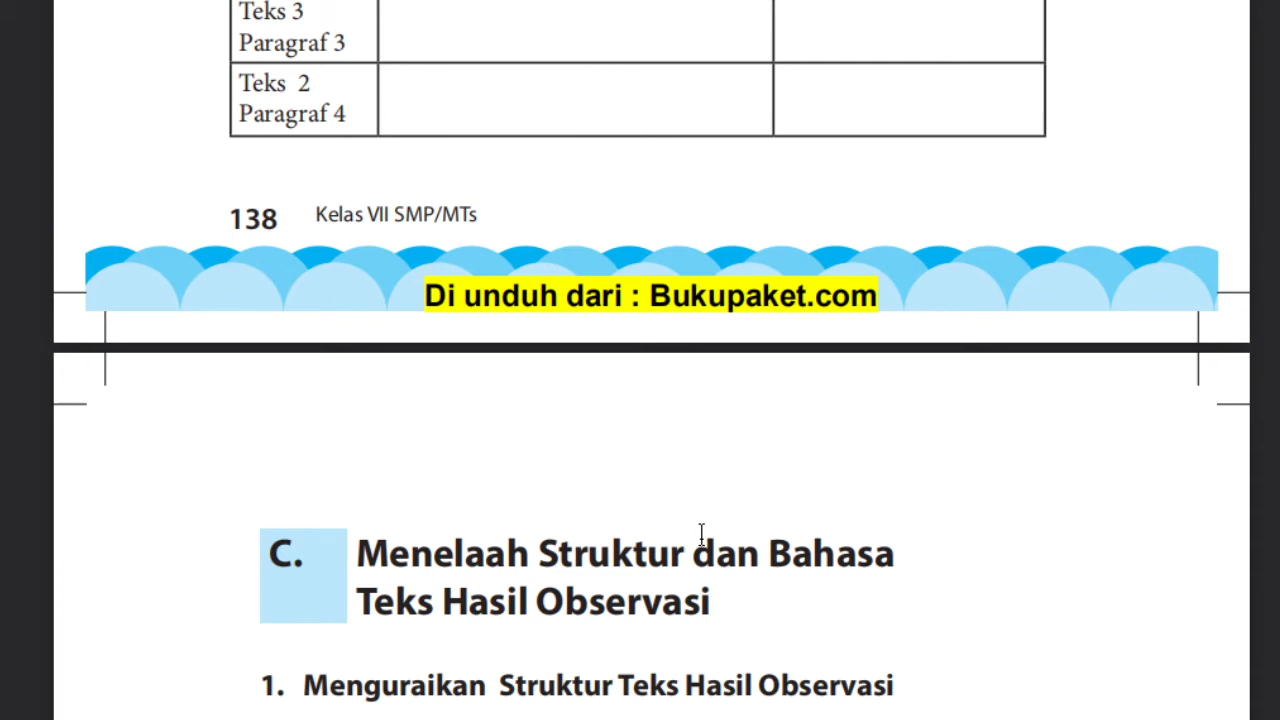 Teks 3
Paragraf 3
Teks 2
Paragraf 4
138 Kelas VII SMP/MTs
Di unduh dari : Bukupaket.com
C. Menelaah Struktur dan Bahasa
Teks Hasil Observasi
1. Menguraikan Struktur Teks Hasil Observasi